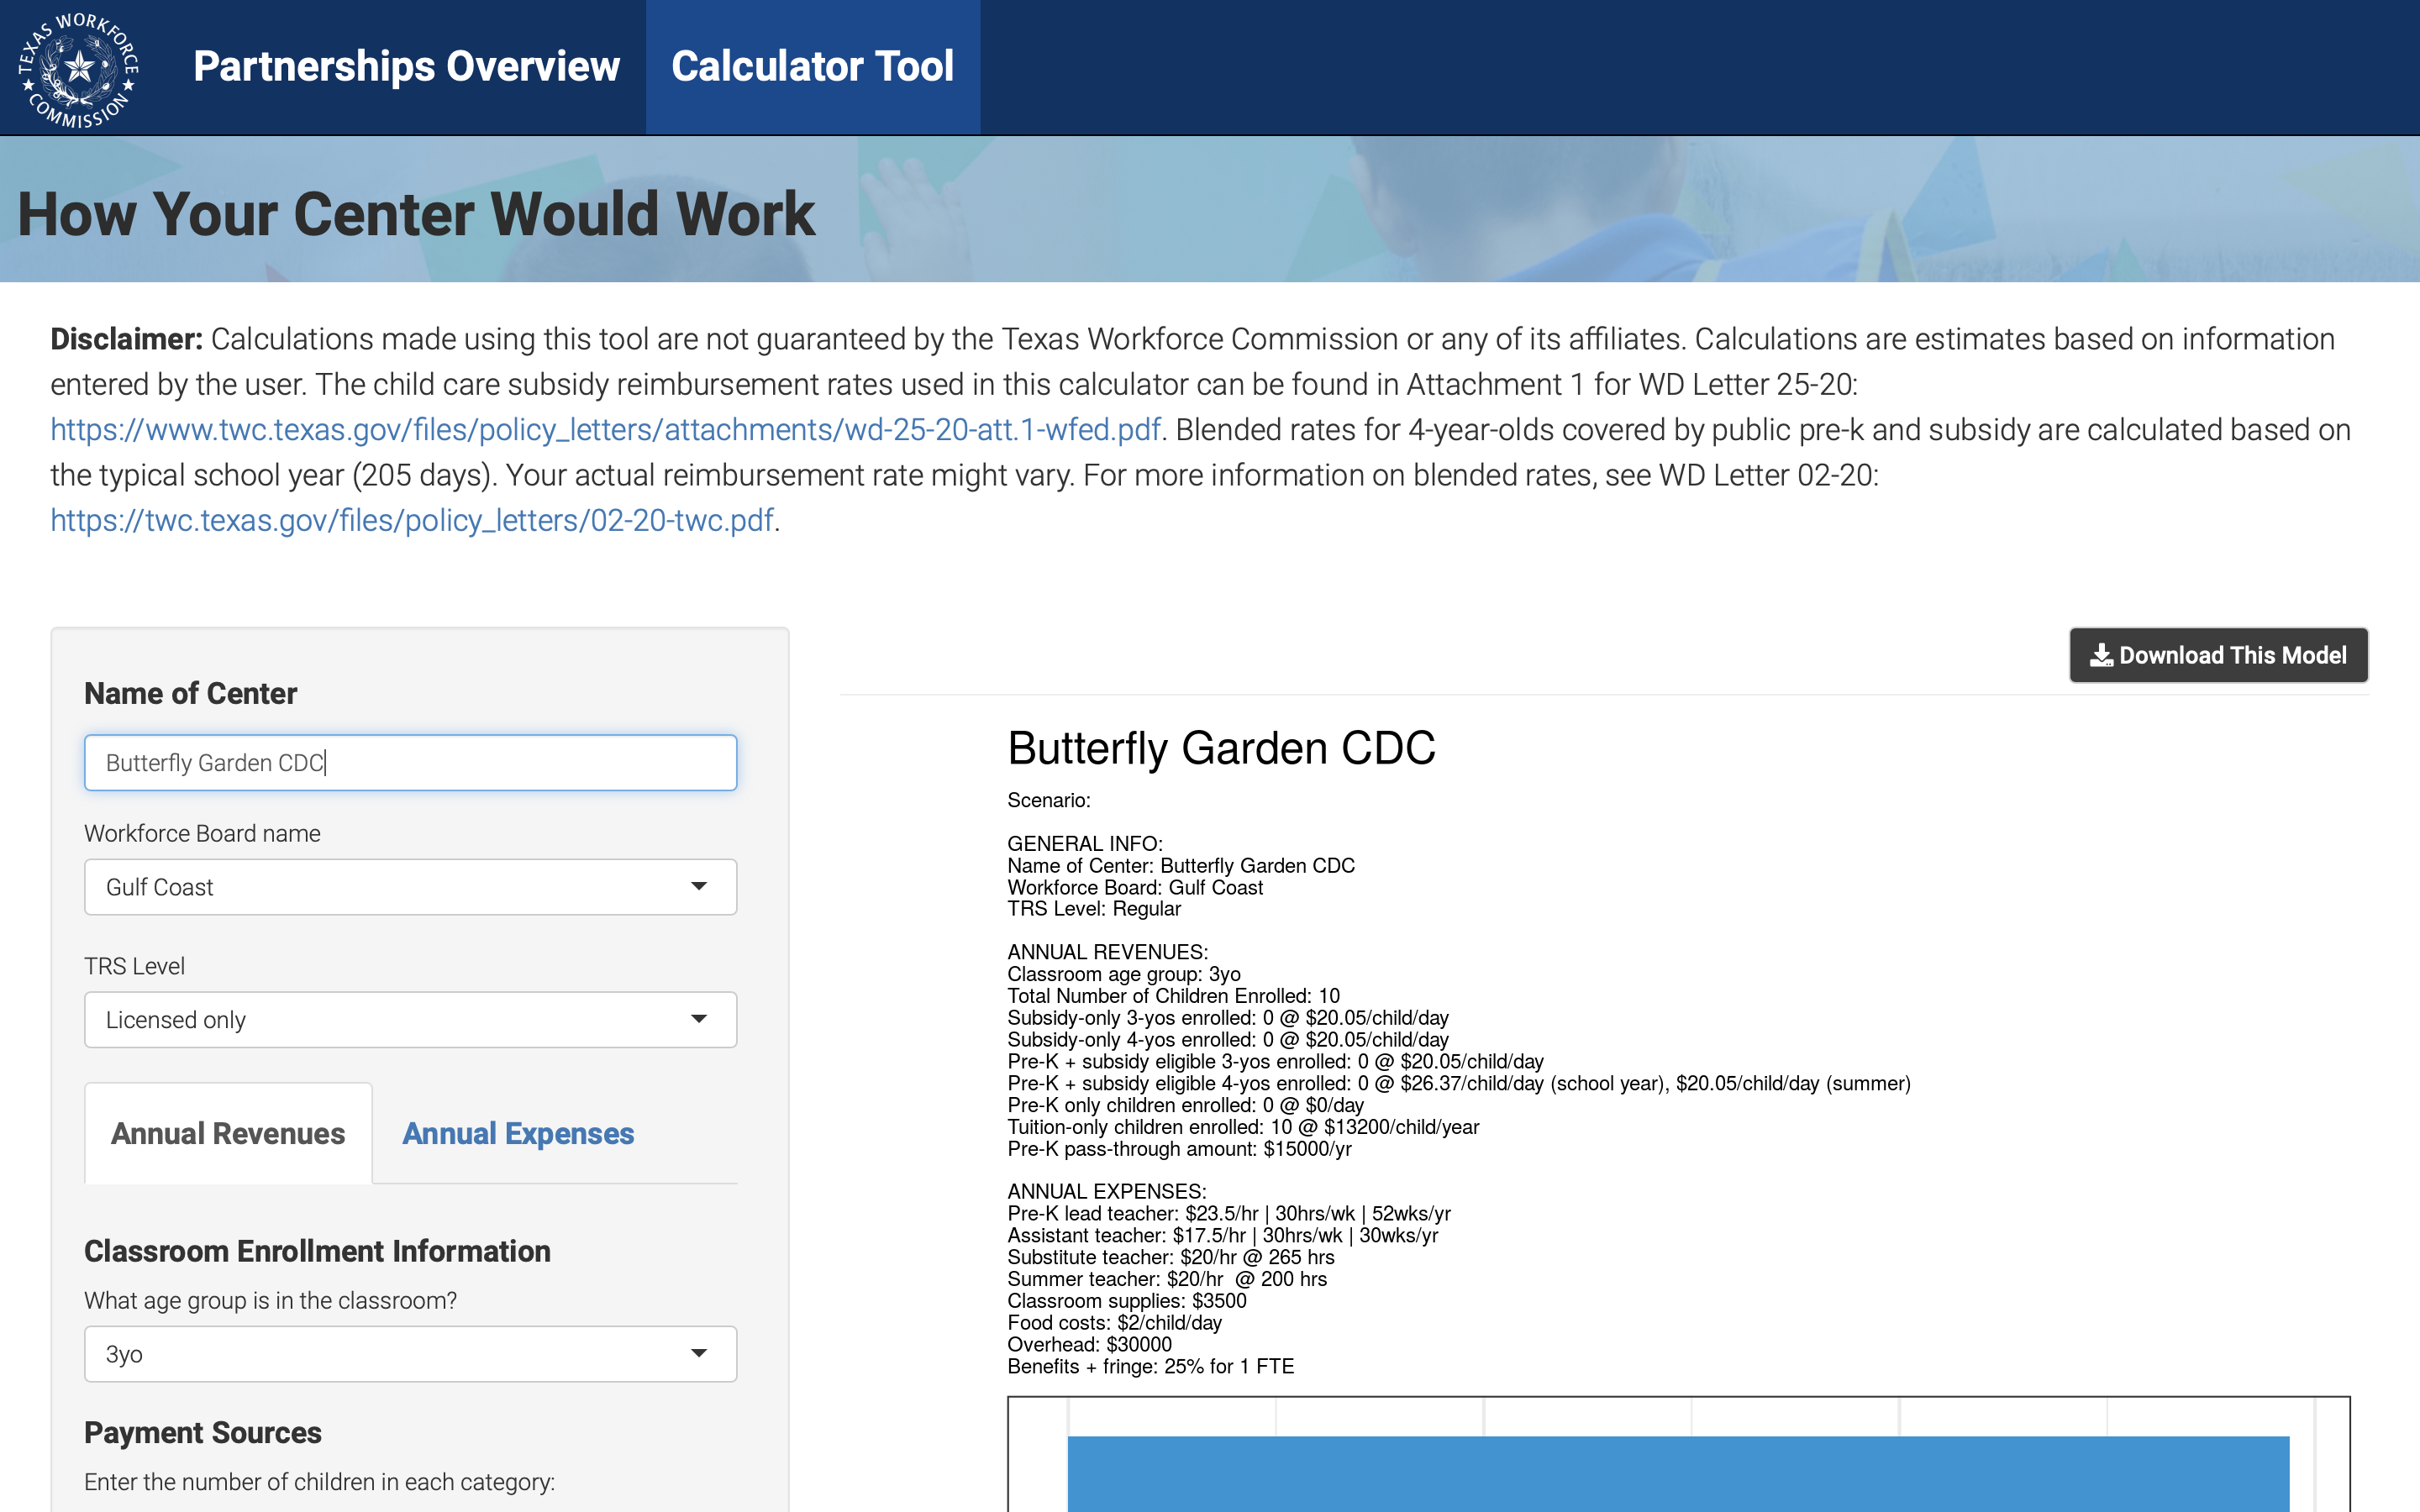 TEXAS WORKFORCE COMMISSION
Partnerships Overview
Calculator Tool
How Your Center Would Work
Disclaimer: Calculations made using this tool are not guaranteed by the Texas Workforce Commission or any of its affiliates. Calculations are estimates based on information
entered by the user. The child care subsidy reimbursement rates used in this calculator can be found in Attachment 1 for WD Letter 25-20:
https://www.twc.texas.gov/files/policy_letters/attachments/wd-25-20-att.1-wfed.pdf. Blended rates for 4-year-olds covered by public pre-k and subsidy are calculated based on
the typical school year (205 days). Your actual reimbursement rate might vary. For more information on blended rates, see WD Letter 02-20:
https://twc.texas.gov/files/policy_letters/02-20-twc.pdf.
Name of Center
Butterfly Garden CDC
Workforce Board name
Gulf Coast
TRS Level
Licensed only
Annual Revenues
Annual Expenses
Classroom Enrollment Information
What age group is in the classroom?
3yo
Payment Sources
Enter the number of children in each category:
Download This Model
Butterfly Garden CDC
Scenario:
GENERAL INFO:
Name of Center: Butterfly Garden CDC
Workforce Board: Gulf Coast
TRS Level: Regular
ANNUAL REVENUES:
Classroom age group: 3yo
Total Number of Children Enrolled: 10
Subsidy-only 3-yos enrolled: 0 @ $20.05/child/day
Subsidy-only 4-yos enrolled: 0 @ $20.05/child/day
Pre-K + subsidy eligible 3-yos enrolled: 0 @ $20.05/child/day
Pre-K + subsidy eligible 4-yos enrolled: 0 @ $26.37/child/day (school year), $20.05/child/day (summer)
Pre-K only children enrolled: 0 @ $0/day
Tuition-only children enrolled: 10 @ $13200/child/year
Pre-K pass-through amount: $15000/yr
ANNUAL EXPENSES:
Pre-K lead teacher: $23.5/hr | 30hrs/wk | 52wks/yr
Assistant teacher: $17.5/hr | 30hrs/wk | 30wks/yr
Substitute teacher: $20/hr @ 265 hrs
Summer teacher: $20/hr  @ 200 hrs
Classroom supplies: $3500
Food costs: $2/child/day
Overhead: $30000
Benefits + fringe: 25% for 1 FTE